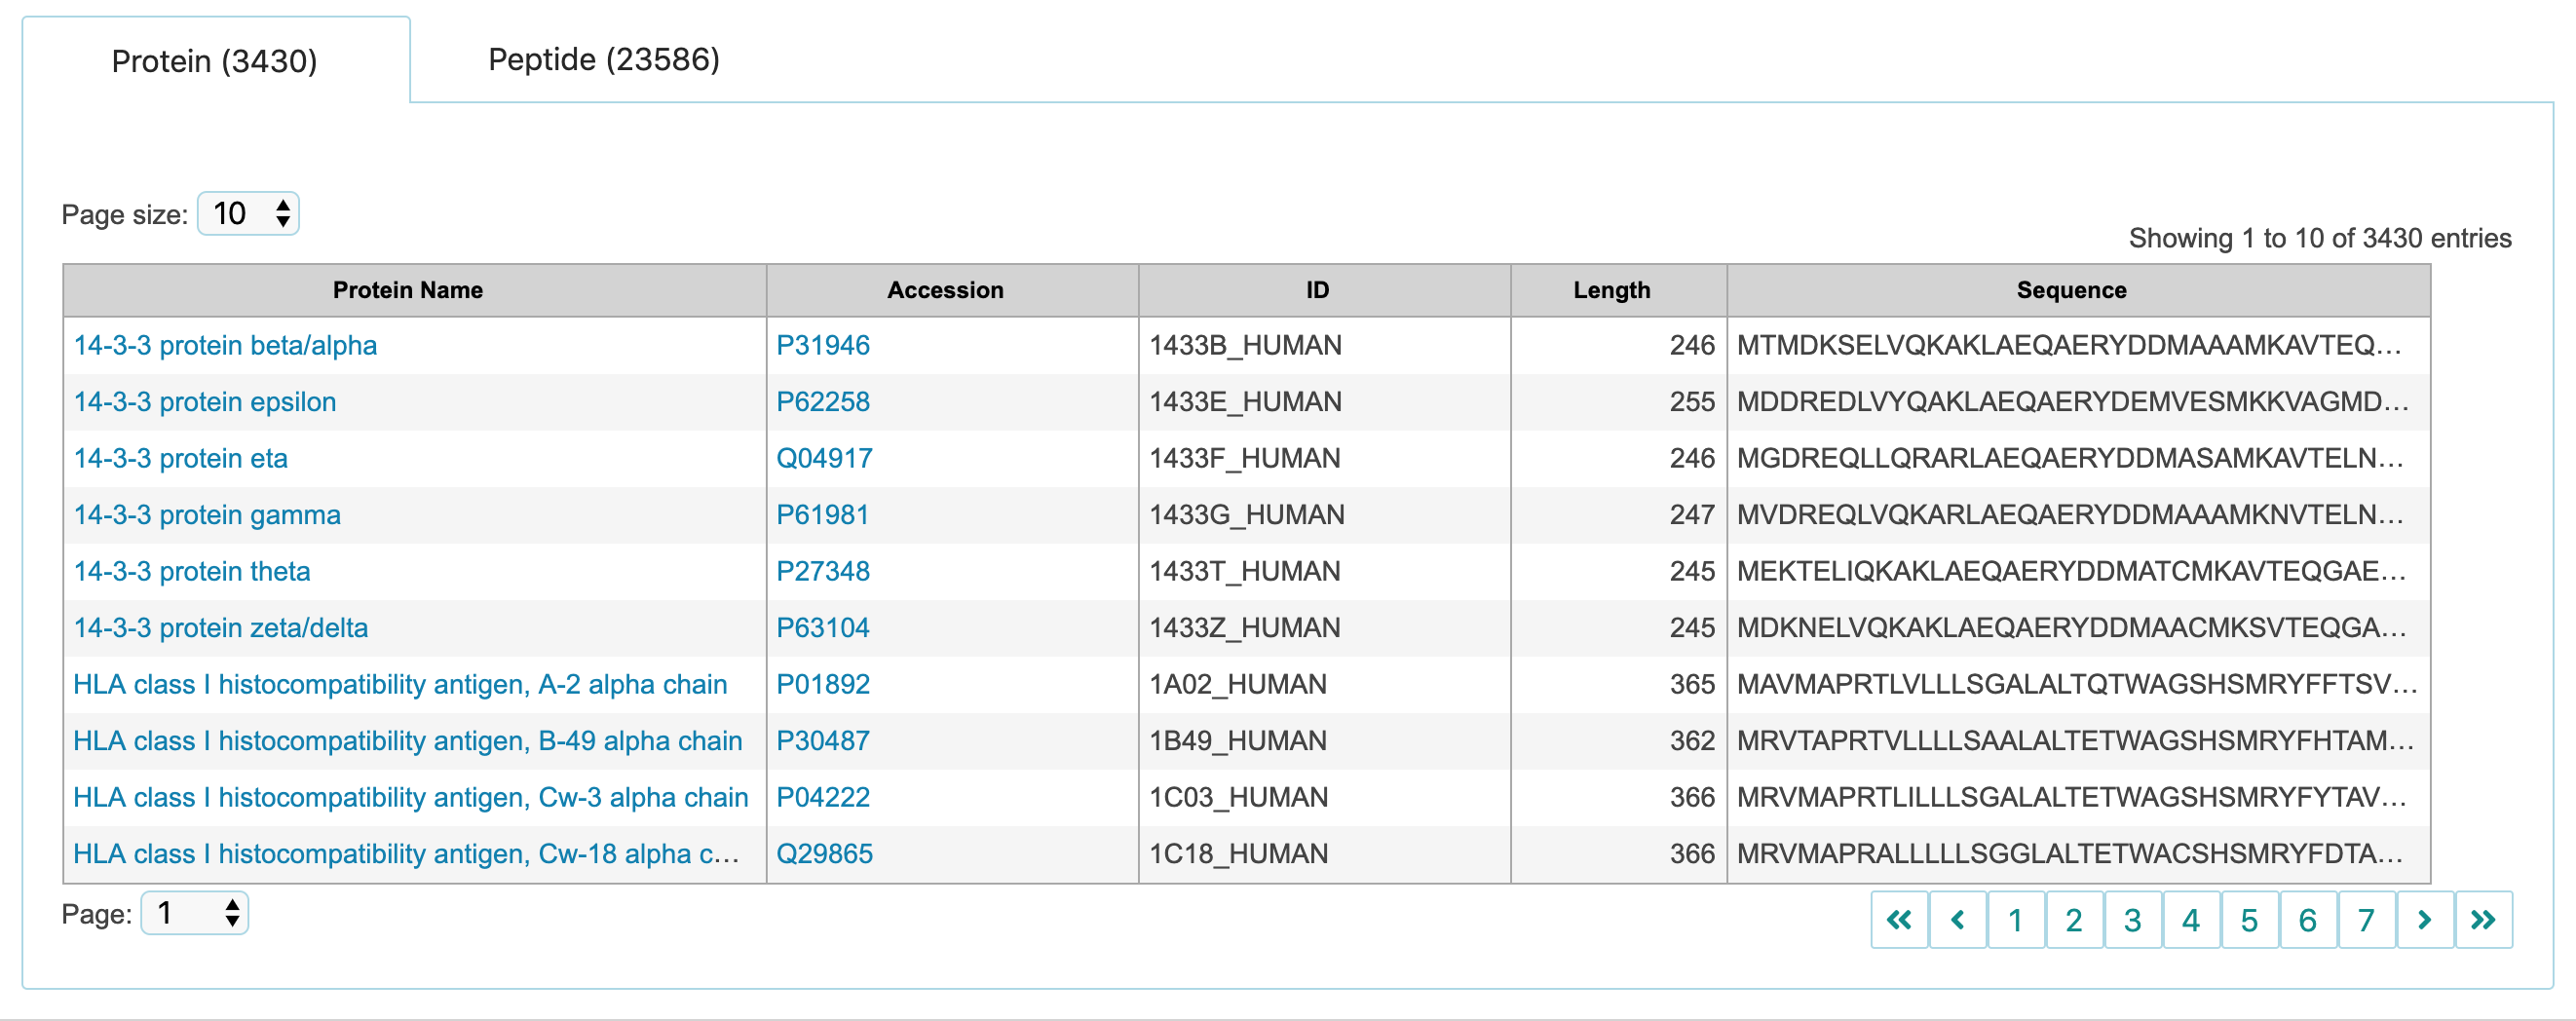 Protein (3430) Peptide (23586)
Page size: 10
Showing 1 to 10 of 3430 entries
Protein Name Accession ID Length Sequence
14-3-3 protein beta/alpha P31946 1433B_HUMAN 246 MTMDKSELVQKAKLAEQAERYDDMAAAMKAVTEQ...
14-3-3 protein epsilon P62258 1433E_HUMAN 255 MDDREDLVYQAKLAEQAERYDEMVESMKKVAGMD...
14-3-3 protein eta Q04917 1433F_HUMAN 246 MGDREQLLQRARLAEQAERYDDMASAMKAVTELN...
14-3-3 protein gamma P61981 1433G_HUMAN 247 MVDREQLVQKARLAEQAERYDDMAAAMKNVTELN...
14-3-3 protein theta P27348 1433T_HUMAN 245 MEKTELIQKAKLAEQAERYDDMATCMKAVTEQGAE...
14-3-3 protein zeta/delta P63104 1433Z_HUMAN 245 MDKNELVQKAKLAEQAERYDDMAACMKSVTEQGA...
HLA class I histocompatibility antigen, A-2 alpha chain P01892 1A02_HUMAN 365 MAVMAPRTLVLLLSGALALTQTWAGSHSMRYFFTSV...
HLA class I histocompatibility antigen, B-49 alpha chain P30487 1B49_HUMAN 362 MRVTAPRTVLLLLSAALALTETWAGSHSMRYFHTAM...
HLA class I histocompatibility antigen, Cw-3 alpha chain P04222 1C03_HUMAN 366 MRVMAPRTLILLLSGALALTETWAGSHSMRYFYTAV...
HLA class I histocompatibility antigen, Cw-18 alpha c... Q29865 1C18_HUMAN 366 MRVMAPRALLLLLSGGLALTETWACSHSMRYFDTA...
Page: 1
« ‹ 1 2 3 4 5 6 7 › »